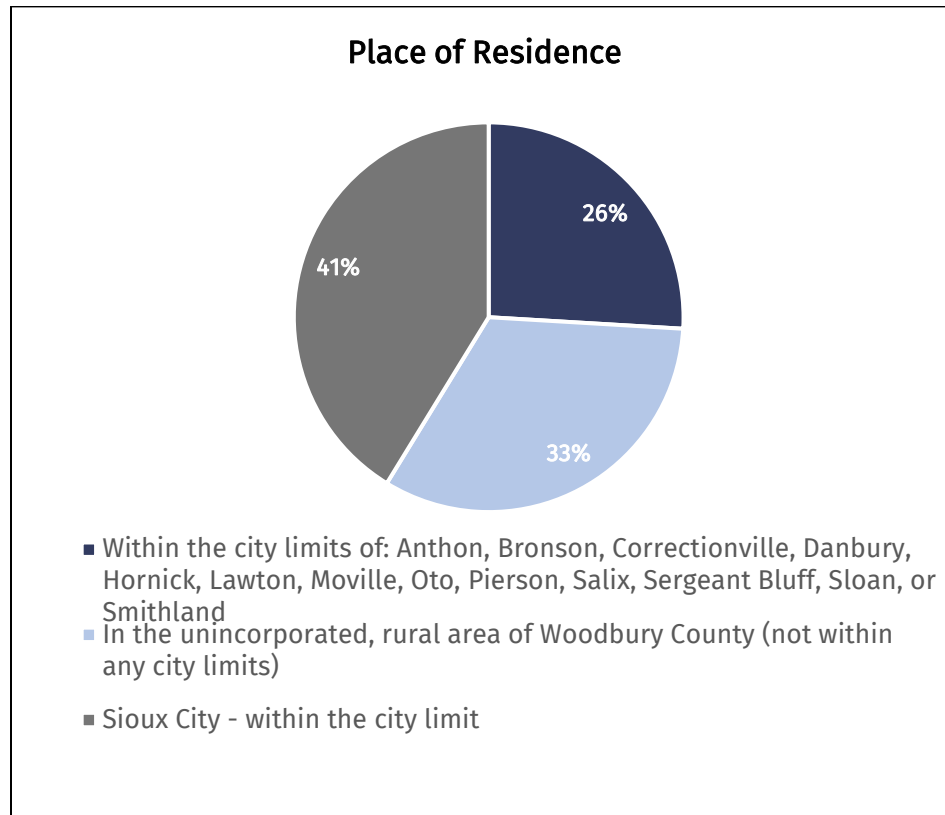 Place of Residence
26%
41%
33%
Within the city limits of: Anthon, Bronson, Correctionville, Danbury,
Hornick, Lawton, Moville, Oto, Pierson, Salix, Sergeant Bluff, Sloan, or
Smithland
In the unincorporated, rural area of Woodbury County (not within
any city limits)
Sioux City - within the city limit